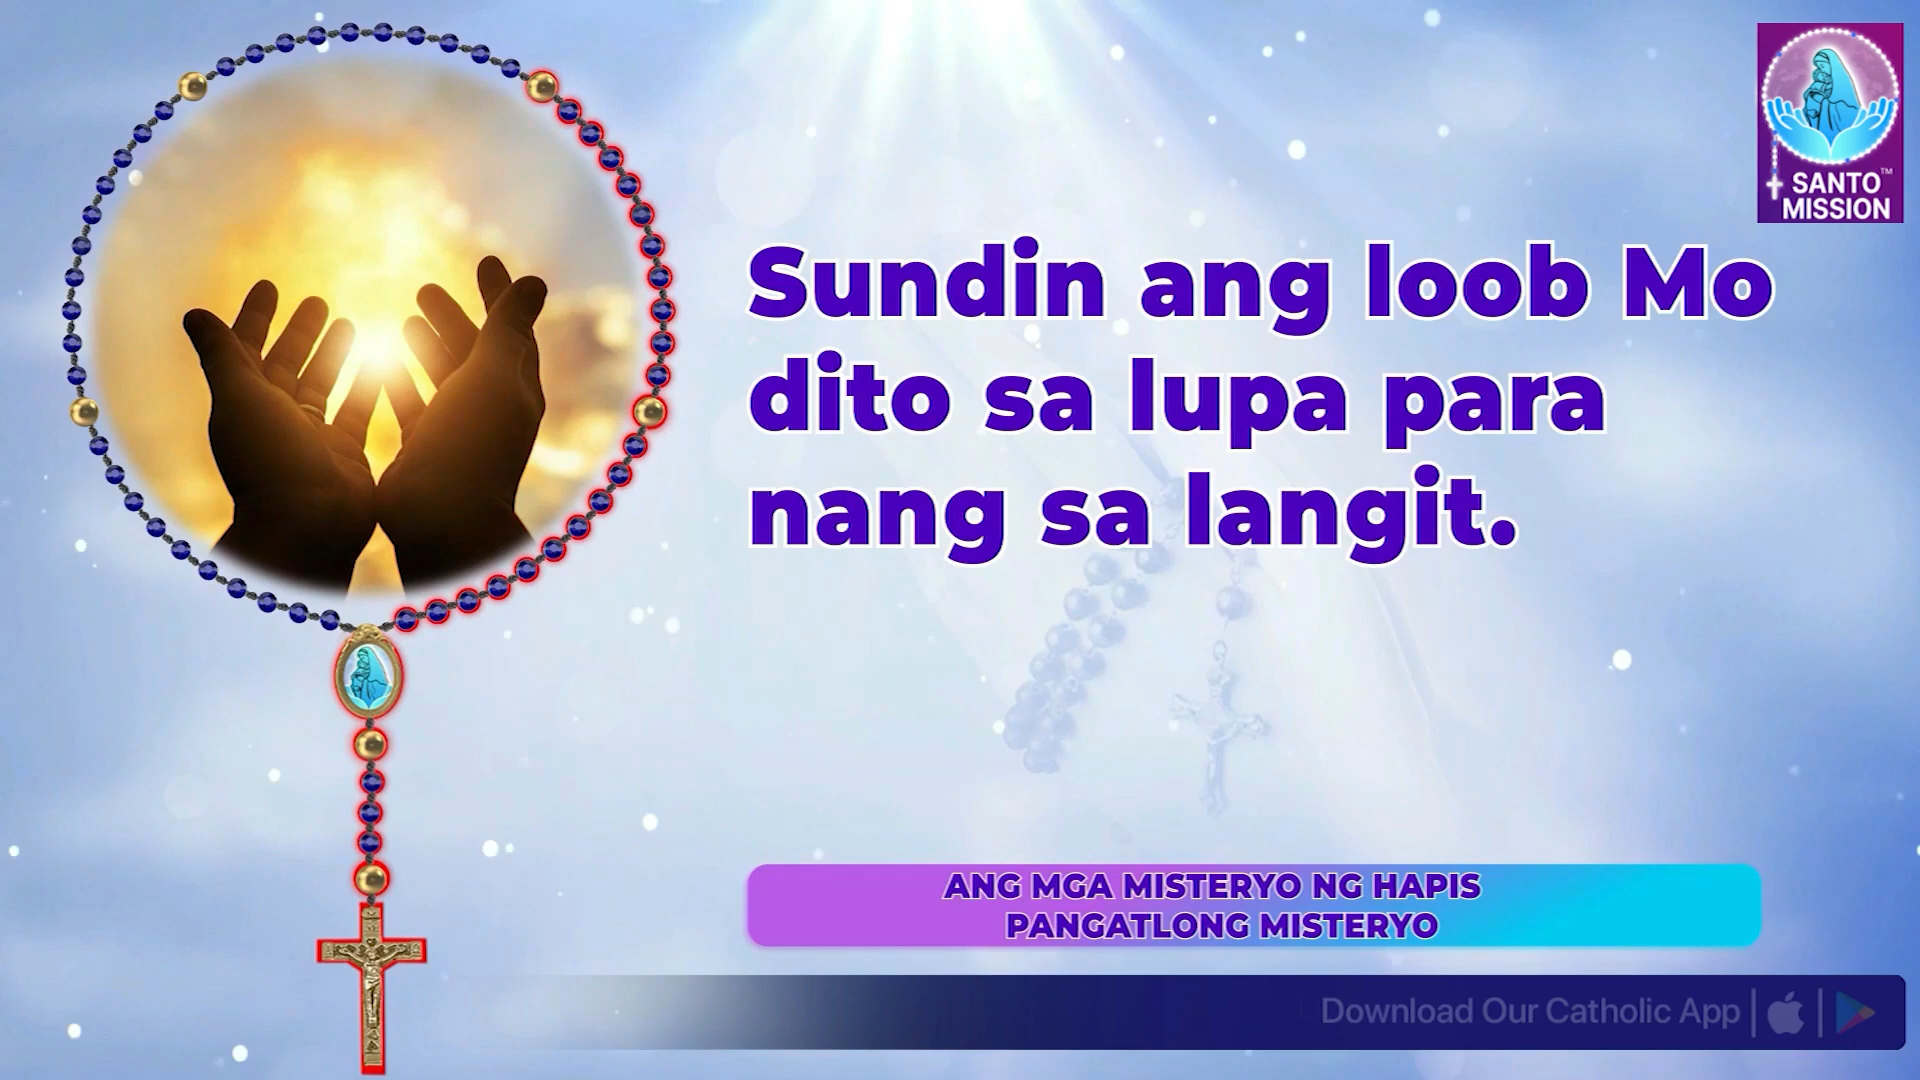 SANTO™
MISSION
Sundin ang loob Mo
dito sa lupa para
nang sa langit.
ANG MGA MISTERYO NG HAPIS
PANGATLONG MISTERYO
Download Our Catholic App